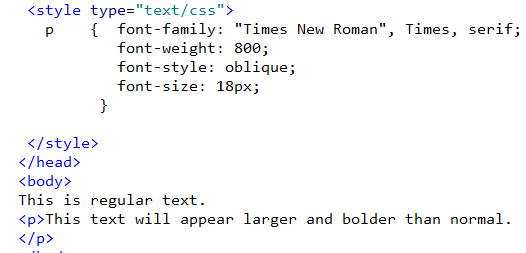 <style type="text/css">
p { font-family: "Times New Roman", Times, serif;
font-weight: 800;
font-style: oblique;
font-size: 18px;
}
</style>
</head>
<body>
This is regular text.
<p>This text will appear larger and bolder than normal.
</p>